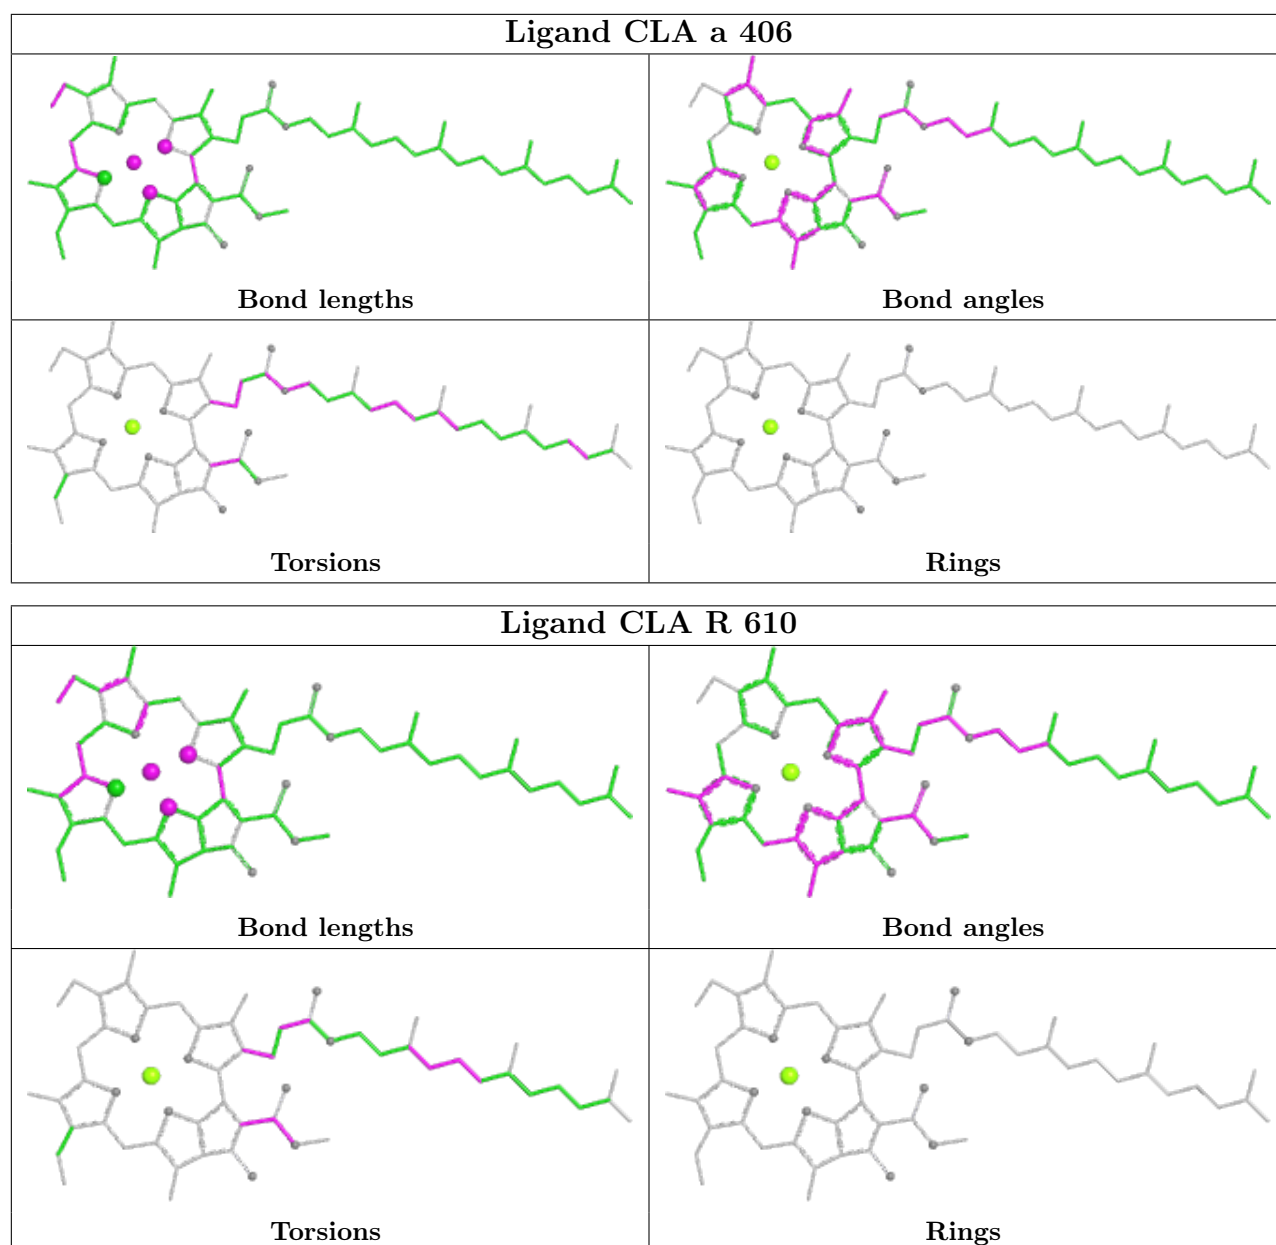 Ligand CLA a 406
Bond lengths
Bond angles
Torsions
Rings
Ligand CLA R 610
Bond lengths
Bond angles
Torsions
Rings